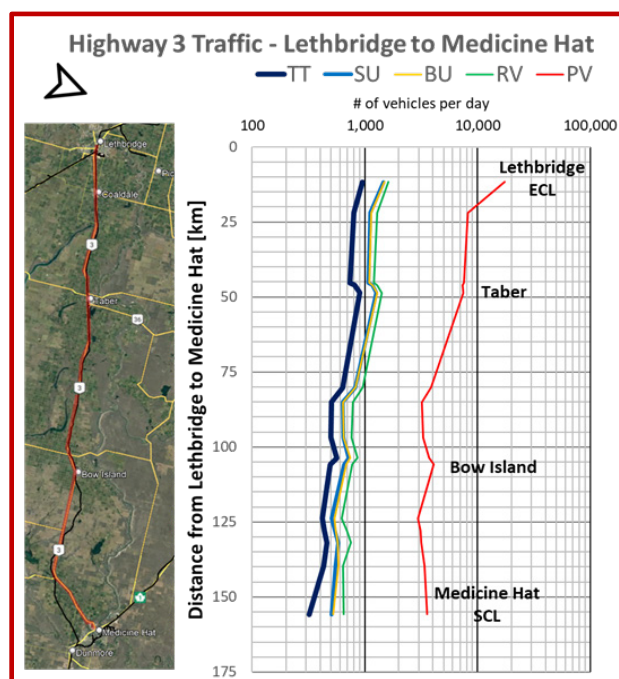 Highway 3 Traffic - Lethbridge to Medicine Hat
TT SU BU RV PV
# of vehicles per day
100 1,000 10,000 100,000
Distance from Lethbridge to Medicine Hat [km]
0
25
50
75
100
125
150
175
Lethbridge
ECL
Taber
Bow Island
Medicine Hat
SCL
Lethbridge
Coaldale
3
Taber
36
3
Bow Island
3
Medicine Hat
Dunmore